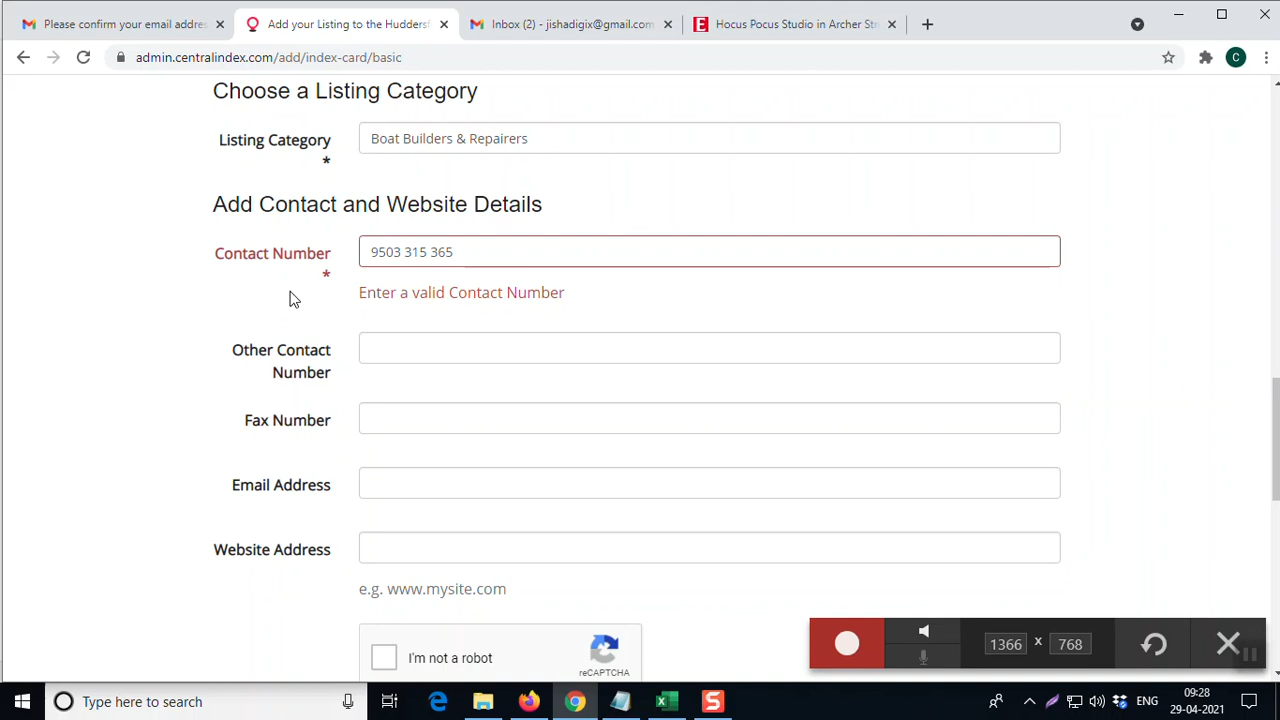 Please confirm your email addres
Add your Listing to the Huddersf
Inbox (2) - jishadigix@gmail.com
E
Hocus Pocus Studio in Archer Str
admin.centralindex.com/add/index-card/basic
C
Choose a Listing Category
Listing Category
*
Boat Builders & Repairers
Add Contact and Website Details
Contact Number
*
9503 315 365
Enter a valid Contact Number
Other Contact
Number
Fax Number
Email Address
Website Address
e.g. www.mysite.com
I'm not a robot
reCAPTCHA
1366 x 768
Type here to search
ENG
09:28
29-04-2021